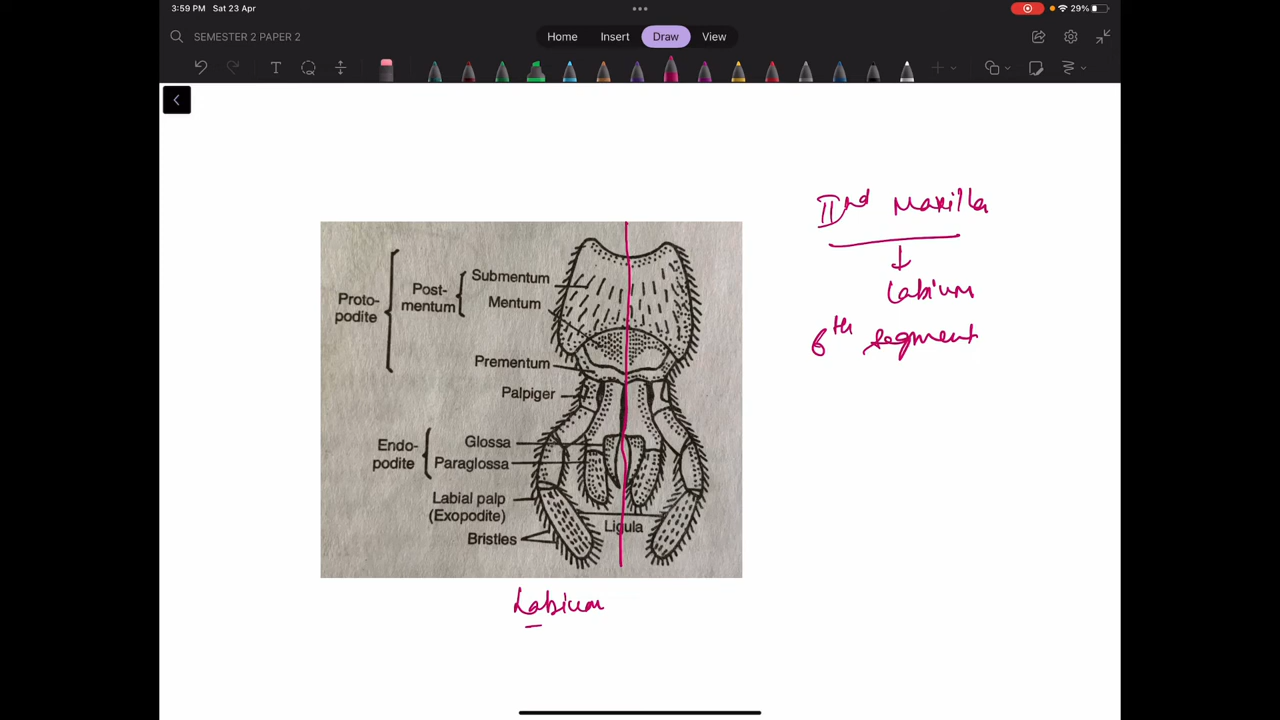 3:59 PM Sat 23 Apr
29%
SEMESTER 2 PAPER 2
Home Insert Draw View
IInd Maxilla
Labium
6th segment
Proto-
podite
Post-
mentum
Submentum
Mentum
Prementum
Palpiger
Endo-
podite
Glossa
Paraglossa
Labial palp
(Exopodite)
Bristles
Ligula
Labium